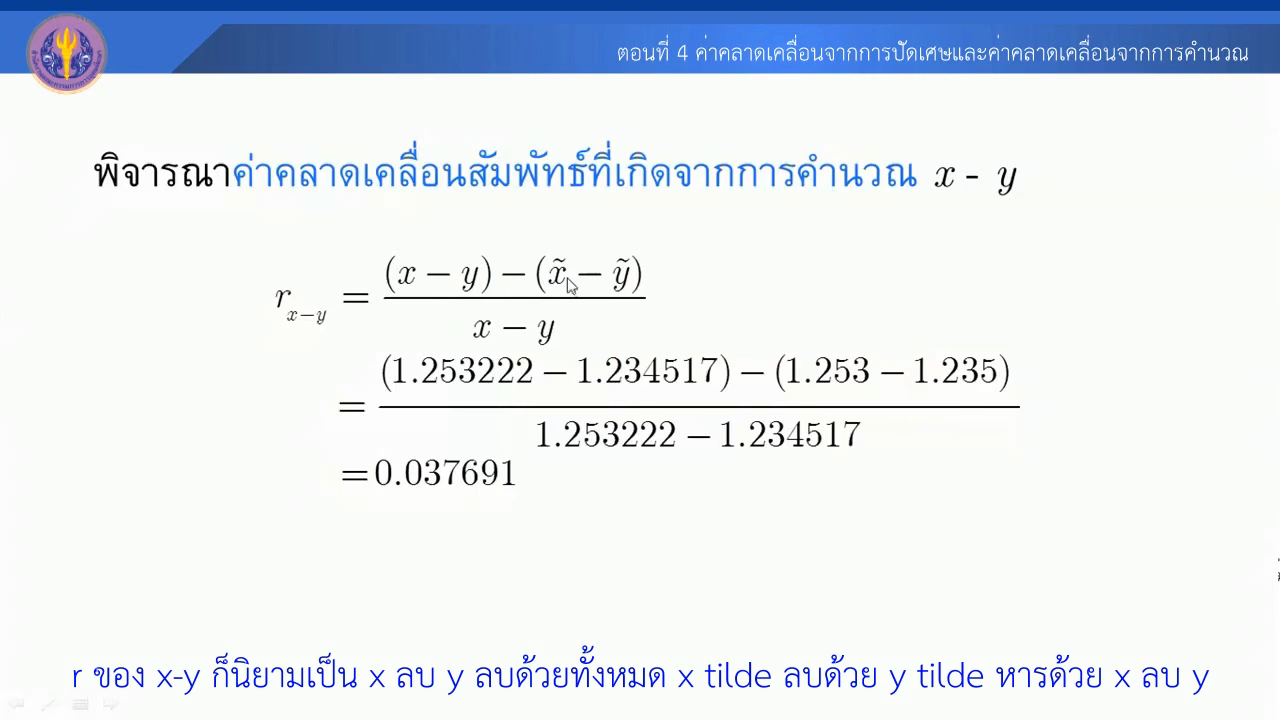 ตอนที่ 4 ค่าคลาดเคลื่อนจากการปัดเศษและค่าคลาดเคลื่อนจากการคำนวณ
พิจารณาค่าคลาดเคลื่อนสัมพัทธ์ที่เกิดจากการคำนวณ x - y
r_{x−y} = \frac{(x − y) − (x̃ − ỹ)}{x − y}
= \frac{(1.253222 − 1.234517) − (1.253 − 1.235)}{1.253222 − 1.234517}
= 0.037691
r ของ x-y ก็นิยามเป็น x ลบ y ลบด้วยทั้งหมด x tilde ลบด้วย y tilde หารด้วย x ลบ y